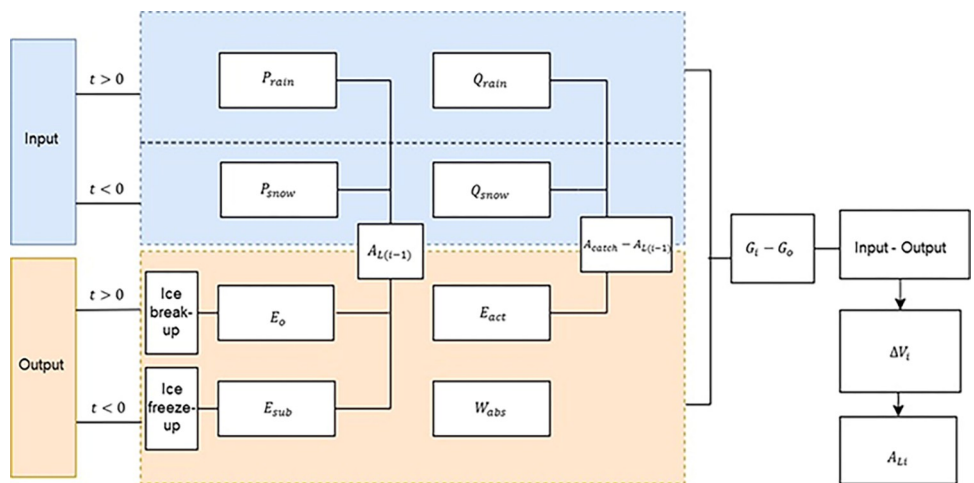 Input
t > 0
t < 0
P_rain
Q_rain
P_snow
Q_snow
A_L(i−1)
A_catch − A_L(i−1)
Output
t > 0
t < 0
Ice
break-
up
E_o
E_act
Ice
freeze-
up
E_sub
W_abs
G_i − G_o
Input - Output
ΔV_i
A_Li